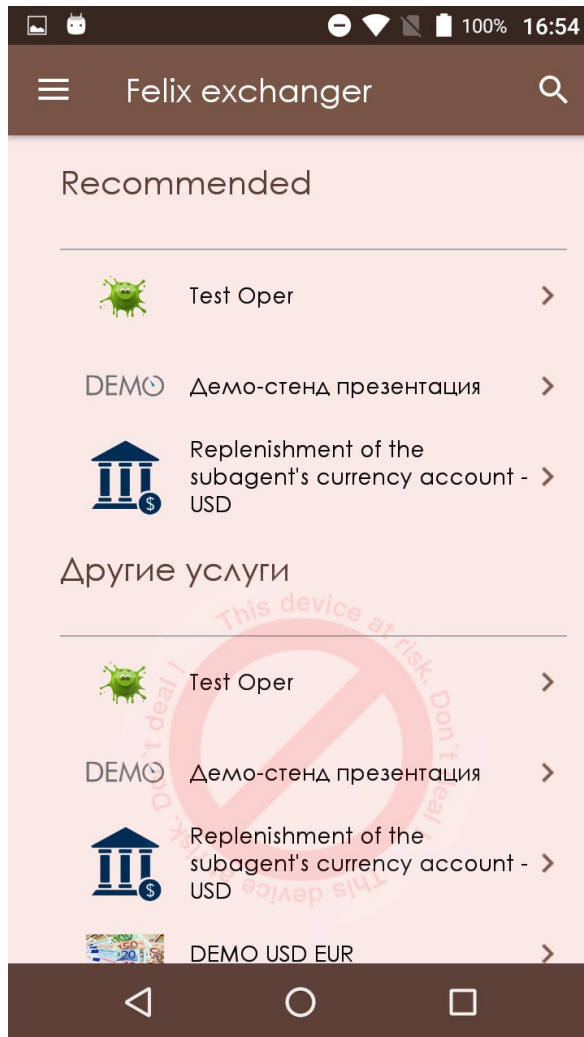 100% 16:54
Felix exchanger
Recommended
Test Oper
DEMO
Демо-стенд презентация
Replenishment of the
subagent's currency account -
USD
Другие услуги
This device at risk. Don`t deal !
Test Oper
DEMO
Демо-стенд презентация
Replenishment of the
subagent's currency account -
USD
This device at risk. Don`t deal !
DEMO USD EUR